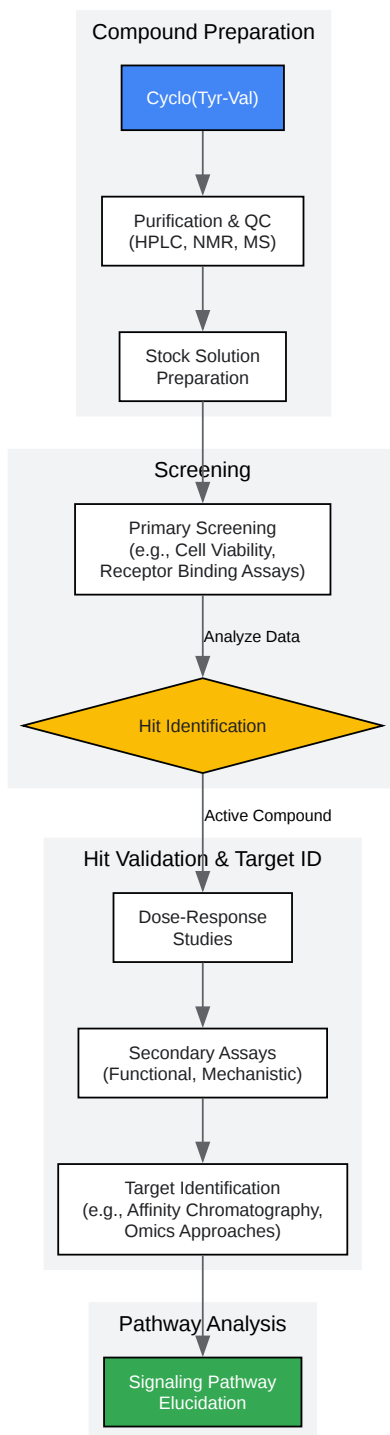 Compound Preparation
Cyclo(Tyr-Val)
Purification & QC
(HPLC, NMR, MS)
Stock Solution
Preparation
Screening
Primary Screening
(e.g., Cell Viability,
Receptor Binding Assays)
Analyze Data
Hit Identification
Active Compound
Hit Validation & Target ID
Dose-Response
Studies
Secondary Assays
(Functional, Mechanistic)
Target Identification
(e.g., Affinity Chromatography,
Omics Approaches)
Pathway Analysis
Signaling Pathway
Elucidation